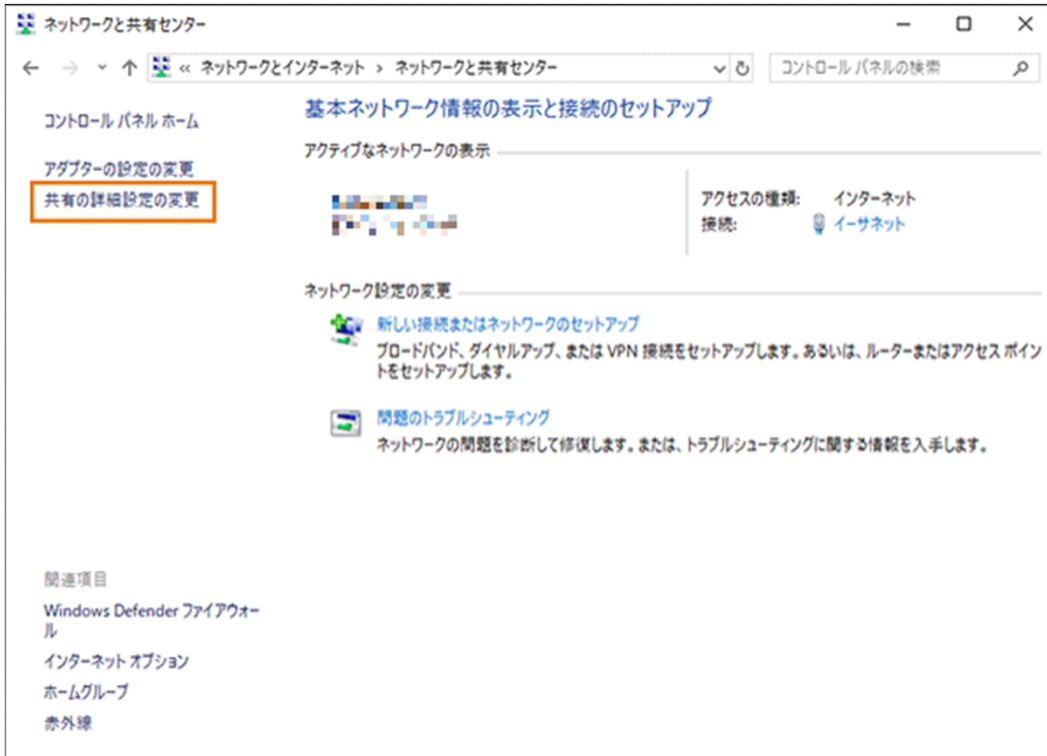 ネットワークと共有センター
« ネットワークとインターネット › ネットワークと共有センター
コントロール パネルの検索
コントロール パネル ホーム
アダプターの設定の変更
共有の詳細設定の変更
基本ネットワーク情報の表示と接続のセットアップ
アクティブなネットワークの表示
アクセスの種類: インターネット
接続: イーサネット
ネットワーク設定の変更
新しい接続またはネットワークのセットアップ
ブロードバンド、ダイヤルアップ、または VPN 接続をセットアップします。あるいは、ルーターまたはアクセス ポイン
トをセットアップします。
問題のトラブルシューティング
ネットワークの問題を診断して修復します。または、トラブルシューティングに関する情報を入手します。
関連項目
Windows Defender ファイアウォー
ル
インターネット オプション
ホームグループ
赤外線